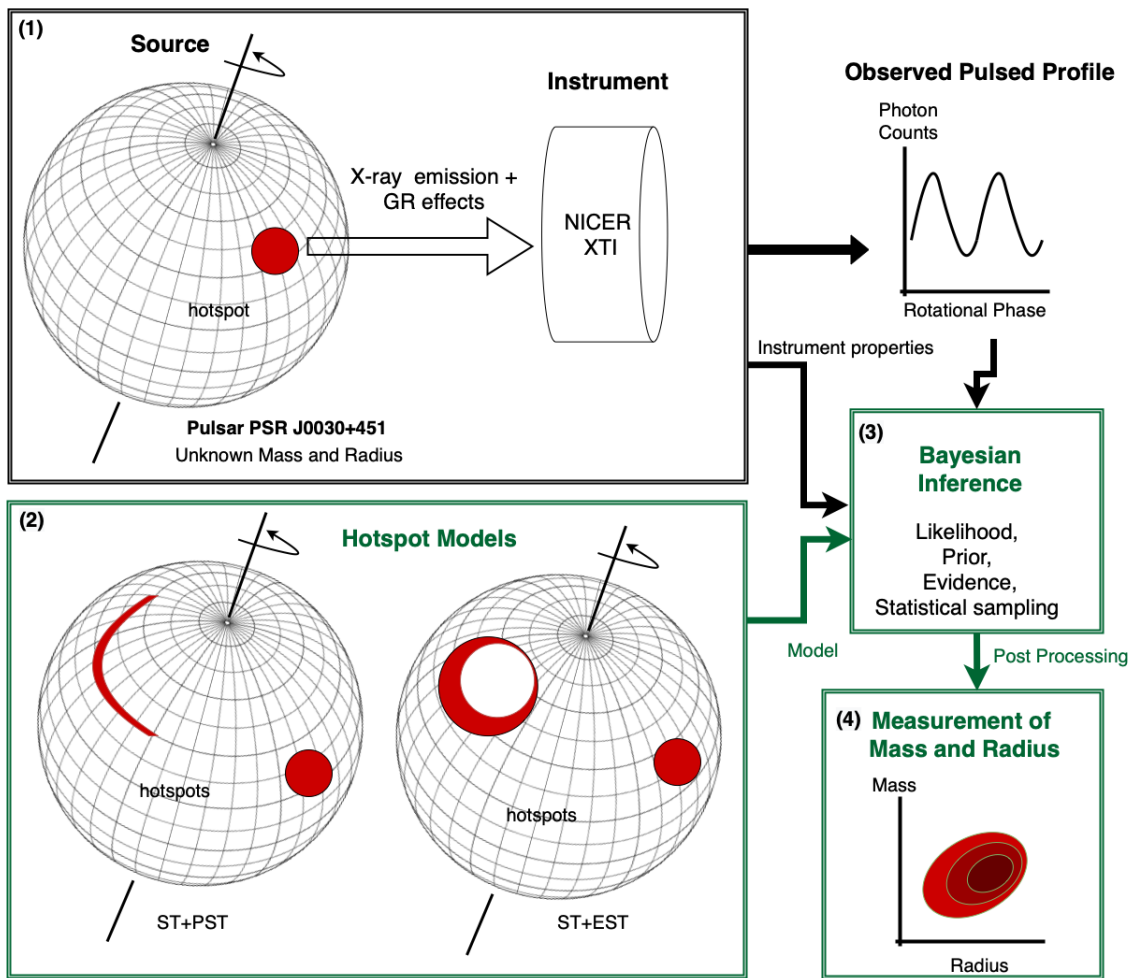 (1)
Source
Instrument
X-ray emission +
GR effects
NICER
XTI
hotspot
Pulsar PSR J0030+451
Unknown Mass and Radius
Observed Pulsed Profile
Photon
Counts
Rotational Phase
Instrument properties
(2)
Hotspot Models
hotspots
ST+PST
hotspots
ST+EST
Model
(3)
Bayesian
Inference
Likelihood,
Prior,
Evidence,
Statistical sampling
Post Processing
(4)
Measurement of
Mass and Radius
Mass
Radius